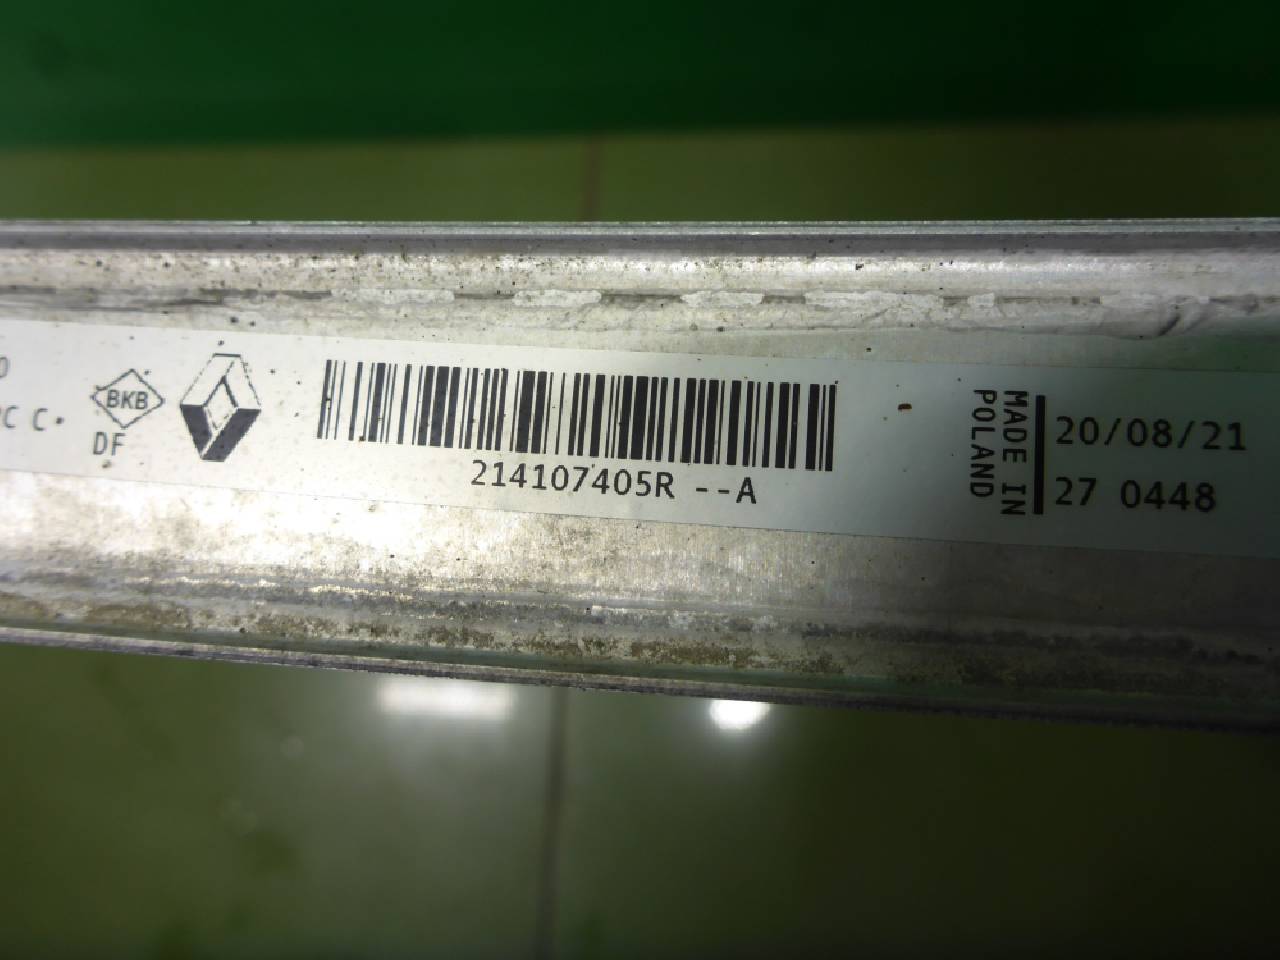 C C•
BKB
DF
214107405R --A
MADE IN
POLAND
20/08/21
27 0448